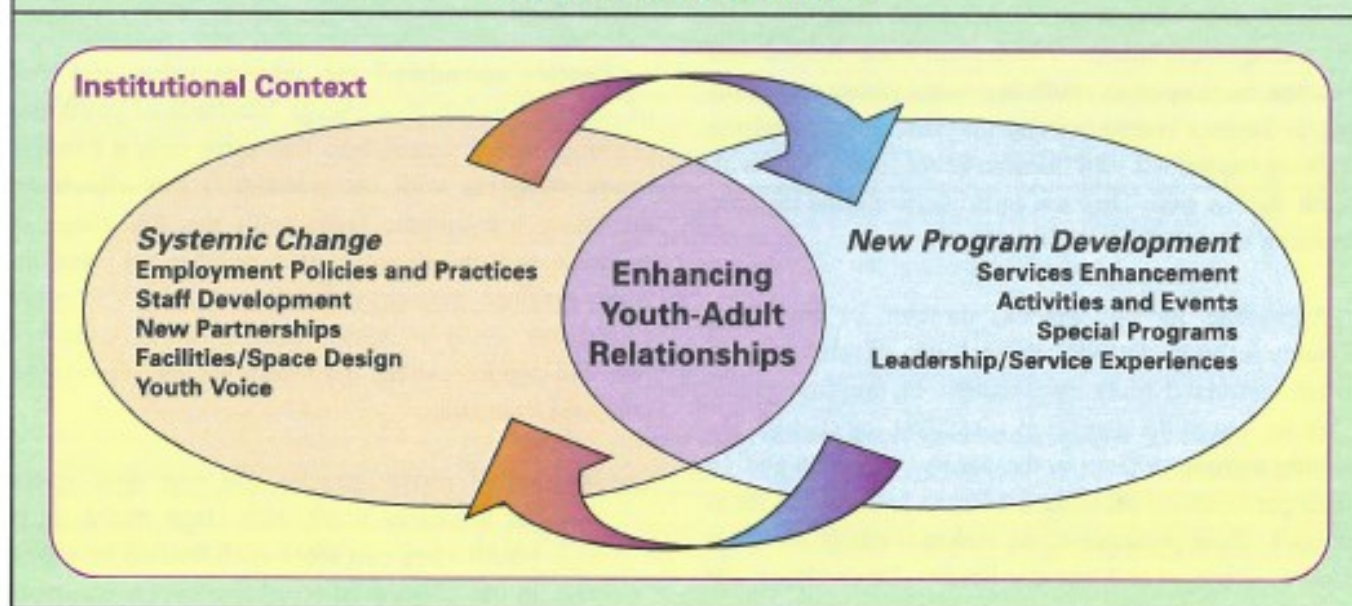 Institutional Context
Systemic Change
Employment Policies and Practices
Staff Development
New Partnerships
Facilities/Space Design
Youth Voice
Enhancing
Youth-Adult
Relationships
New Program Development
Services Enhancement
Activities and Events
Special Programs
Leadership/Service Experiences